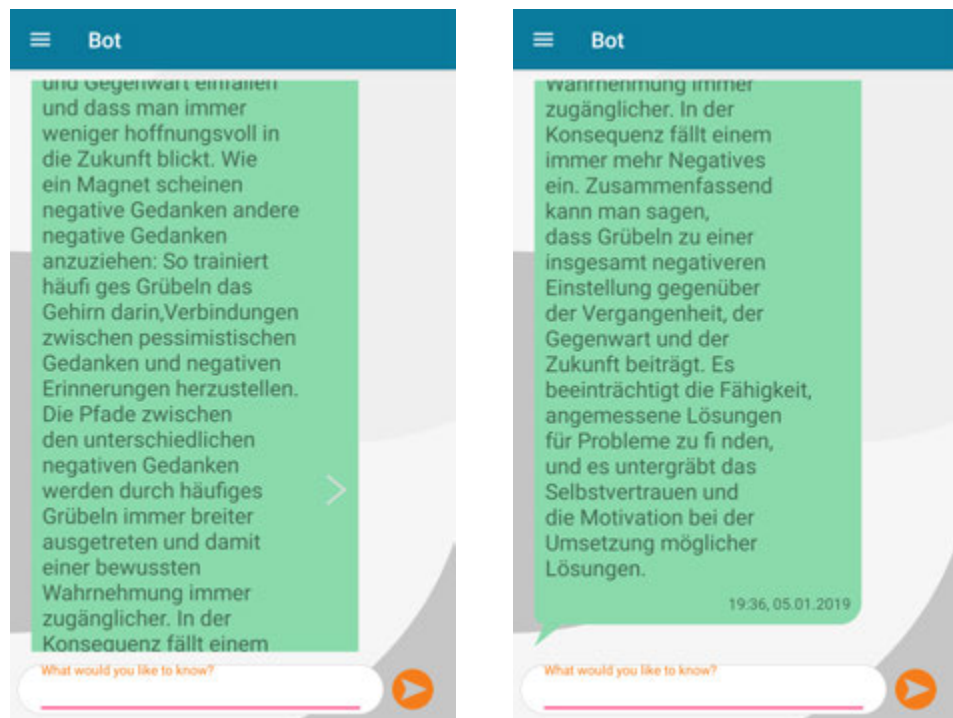 Bot
und Gegenwart einfallen
und dass man immer
weniger hoffnungsvoll in
die Zukunft blickt. Wie
ein Magnet scheinen
negative Gedanken andere
negative Gedanken
anzuziehen: So trainiert
häufi ges Grübeln das
Gehirn darin,Verbindungen
zwischen pessimistischen
Gedanken und negativen
Erinnerungen herzustellen.
Die Pfade zwischen
den unterschiedlichen
negativen Gedanken
werden durch häufiges
Grübeln immer breiter
ausgetreten und damit
einer bewussten
Wahrnehmung immer
zugänglicher. In der
Konsequenz fällt einem
What would you like to know?
Bot
Wahrnehmung immer
zugänglicher. In der
Konsequenz fällt einem
immer mehr Negatives
ein. Zusammenfassend
kann man sagen,
dass Grübeln zu einer
insgesamt negativeren
Einstellung gegenüber
der Vergangenheit, der
Gegenwart und der
Zukunft beiträgt. Es
beeinträchtigt die Fähigkeit,
angemessene Lösungen
für Probleme zu fi nden,
und es untergräbt das
Selbstvertrauen und
die Motivation bei der
Umsetzung möglicher
Lösungen.
19:36, 05.01.2019
What would you like to know?